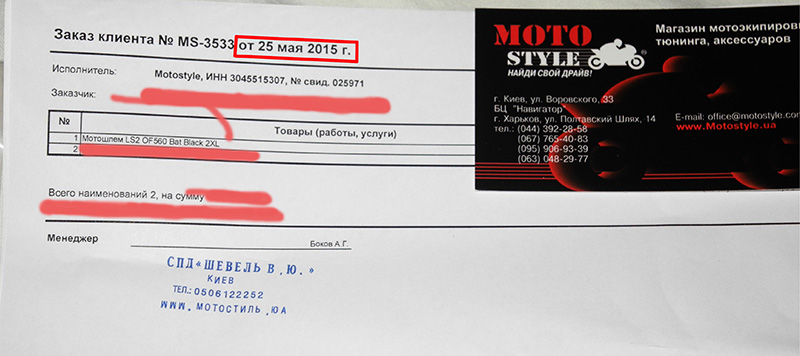 Заказ клиента № MS-3533 от 25 мая 2015 г.
Исполнитель: Motostyle, ИНН 3045515307, № свид. 025971
Заказчик:
№ Товары (работы, услуги)
1 Мотошлем LS2 OF560 Bat Black 2XL
2
Всего наименований 2, на сумму
Менеджер Боков А.Г.
СПД «ШЕВЕЛЬ В.Ю.»
КИЕВ
ТЕЛ.: 0506122252
WWW.МОТОСТИЛЬ.ЮА
MOTO
STYLE ®
НАЙДИ СВОЙ ДРАЙВ!
Магазин мотоэкипиров
тюнинга, аксессуаров
г. Киев, ул. Воровского, 33
БЦ "Навигатор"
г. Харьков, ул. Полтавский Шлях, 14
тел.: (044) 392-28-58
(067) 765-40-83
(095) 906-93-39
(063) 048-29-77
E-mail: office@motostyle.
www.Motostyle.ua